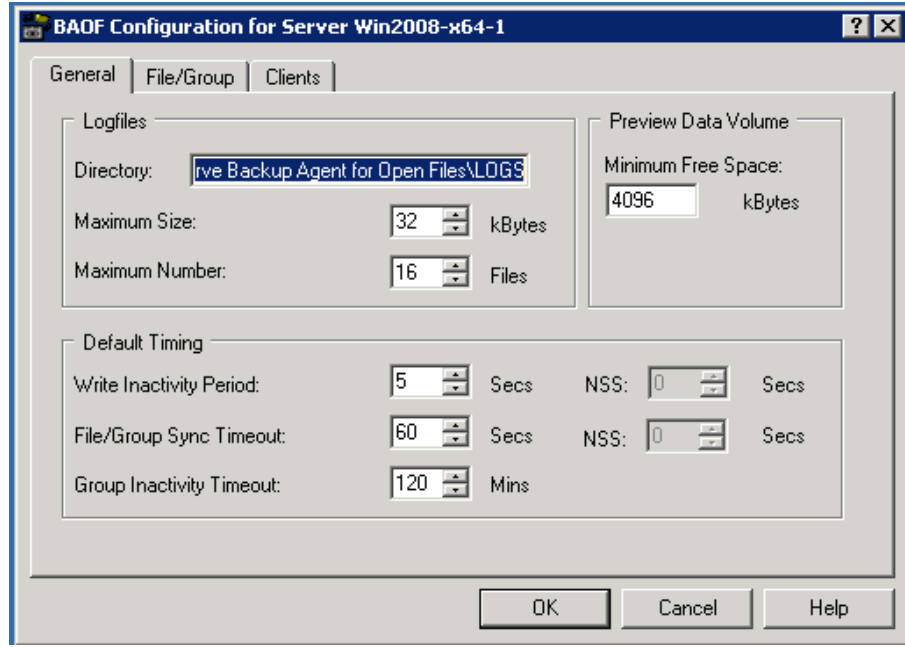 BAOF Configuration for Server Win2008-x64-1
General File/Group Clients
Logfiles
Directory: rve Backup Agent for Open Files\LOGS
Maximum Size: 32 kBytes
Maximum Number: 16 Files
Preview Data Volume
Minimum Free Space:
4096 kBytes
Default Timing
Write Inactivity Period: 5 Secs NSS: 0 Secs
File/Group Sync Timeout: 60 Secs NSS: 0 Secs
Group Inactivity Timeout: 120 Mins
OK Cancel Help